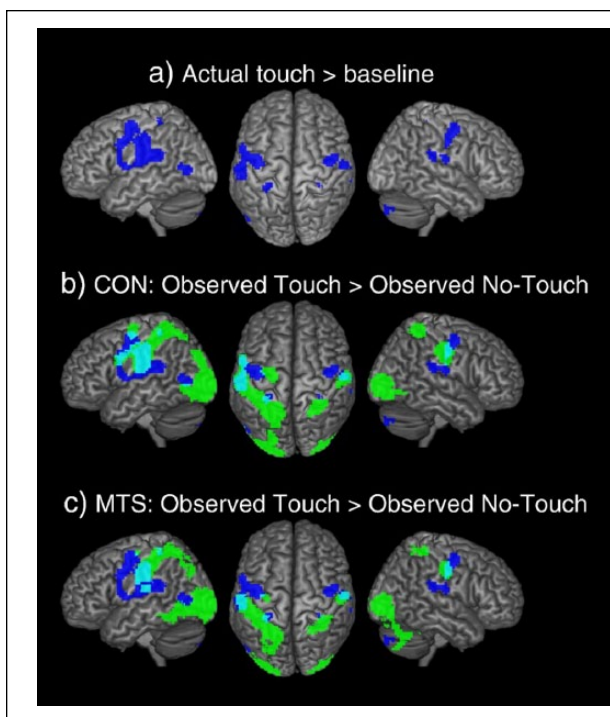 a) Actual touch > baseline
b) CON: Observed Touch > Observed No-Touch
c) MTS: Observed Touch > Observed No-Touch